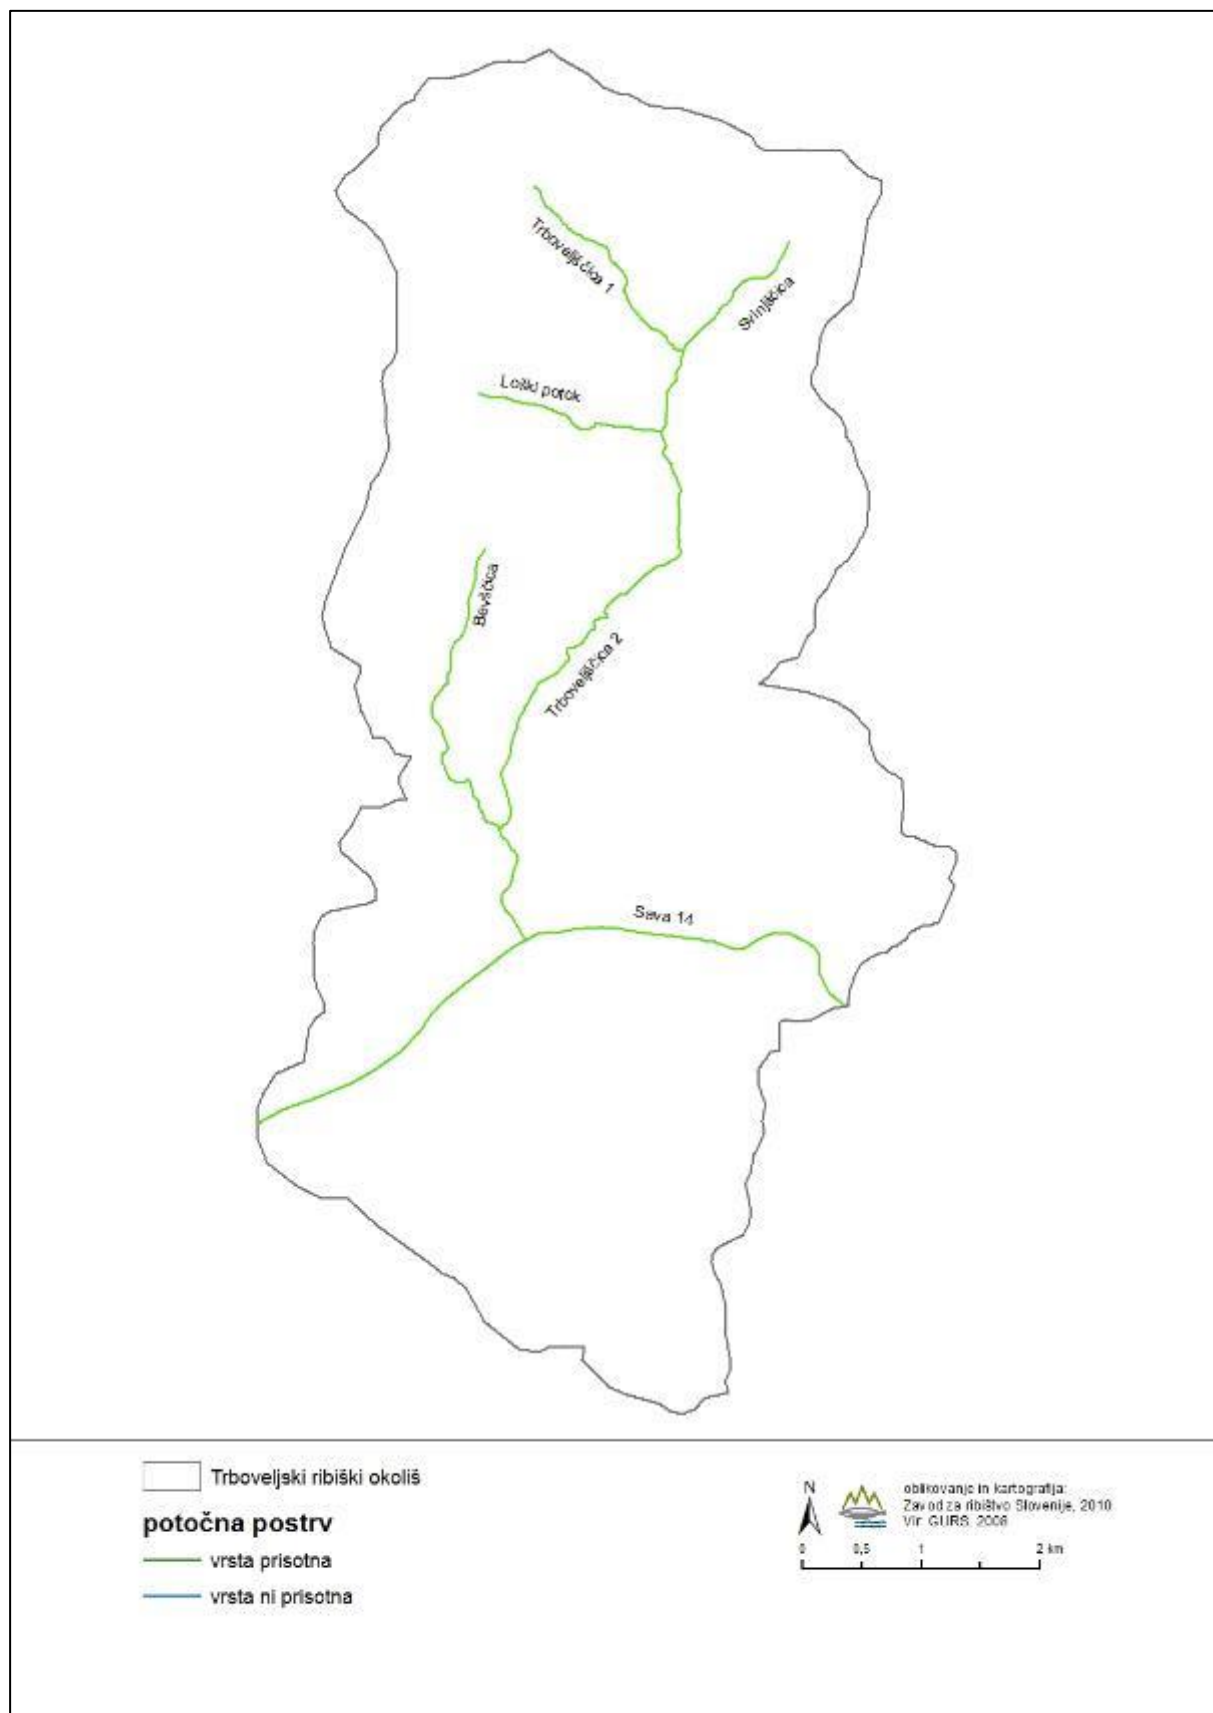 Trboveljščica 1
Svinjščica
Loški potok
Bevščica
Trboveljščica 2
Sava 14
Trboveljski ribiški okoliš
potočna postrv
vrsta prisotna
vrsta ni prisotna
N
oblikovanje in kartografija:
Zavod za ribištvo Slovenije, 2010
Vir: GURS, 2008
0 0,5 1 2 km